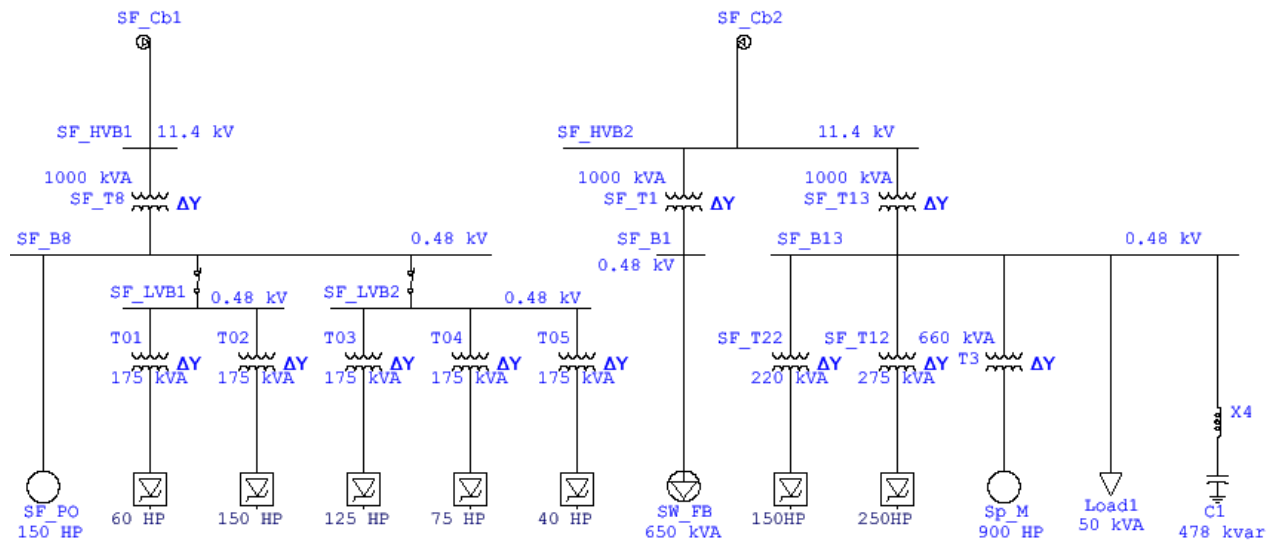 SF_Cb1
SF_Cb2
SF_HVB1 11.4 kV
SF_HVB2 11.4 kV
1000 kVA
SF_T8 ΔY
1000 kVA
SF_T1 ΔY
1000 kVA
SF_T13 ΔY
SF_B8 0.48 kV
SF_B1
0.48 kV
SF_B13 0.48 kV
SF_LVB1 0.48 kV
SF_LVB2 0.48 kV
T01 ΔY
175 kVA
T02 ΔY
175 kVA
T03 ΔY
175 kVA
T04 ΔY
175 kVA
T05 ΔY
175 kVA
SF_T22 ΔY
220 kVA
SF_T12 ΔY
275 kVA
660 kVA
T3 ΔY
X4
SF_PO
150 HP
60 HP
150 HP
125 HP
75 HP
40 HP
SW_FB
650 kVA
150HP
250HP
Sp_M
900 HP
Load1
50 kVA
C1
478 kvar